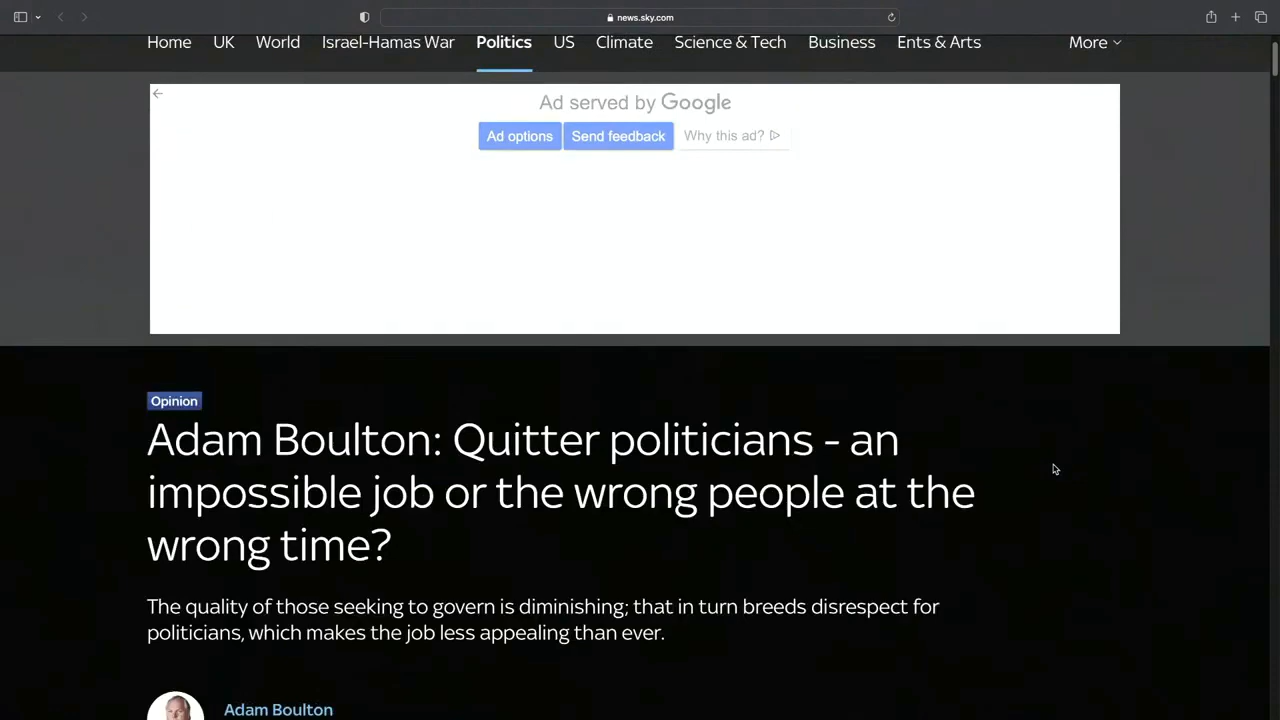 news.sky.com
Home UK World Israel-Hamas War Politics US Climate Science & Tech Business Ents & Arts More
Ad served by Google
Ad options Send feedback Why this ad?
Opinion
Adam Boulton: Quitter politicians - an
impossible job or the wrong people at the
wrong time?
The quality of those seeking to govern is diminishing; that in turn breeds disrespect for
politicians, which makes the job less appealing than ever.
Adam Boulton